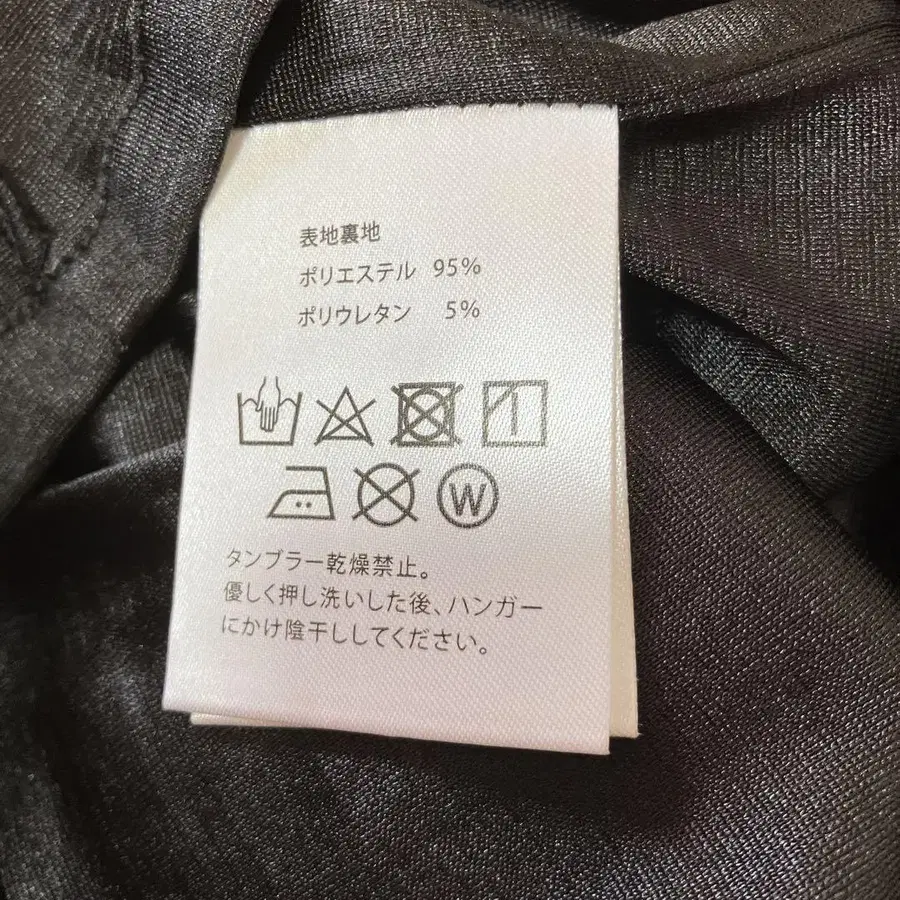 表地裏地
ポリエステル 95%
ポリウレタン 5%
W
タンブラー乾燥禁止。
優しく押し洗いした後、ハンガー
にかけ陰干ししてください。